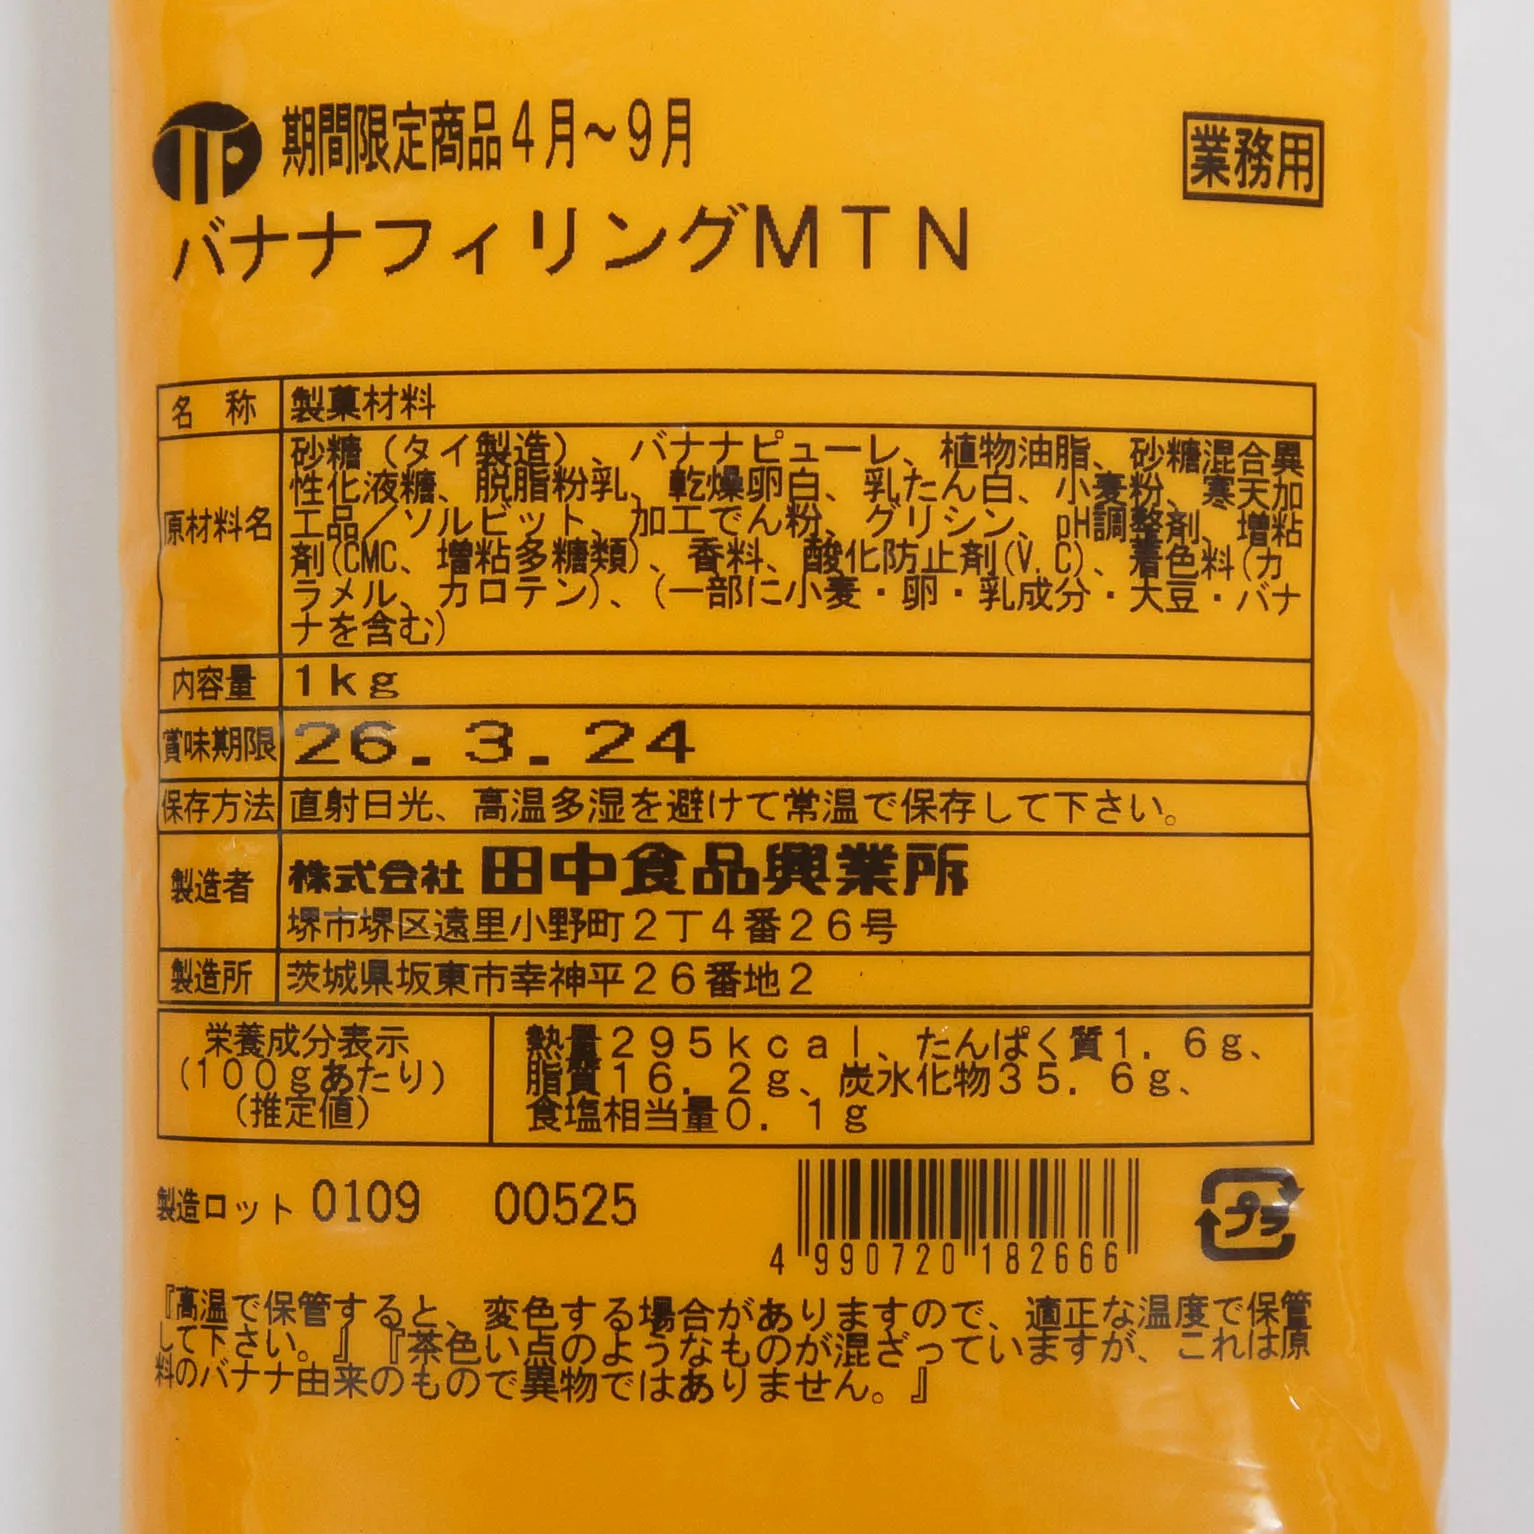 期間限定商品4月~9月
業務用
バナナフィリングMTN
名称 製菓材料
原材料名 砂糖(タイ製造)、バナナピューレ、植物油脂、砂糖混合異
性化液糖、脱脂粉乳、乾燥卵白、乳たん白、小麦粉、寒天加
工品/ソルビット、加工でん粉、グリシン、pH調整剤、増粘
剤(CMC、増粘多糖類)、香料、酸化防止剤(V.C)、着色料(カ
ラメル、カロテン)、(一部に小麦・卵・乳成分・大豆・バナ
ナを含む)
内容量 1kg
賞味期限 26.3.24
保存方法 直射日光、高温多湿を避けて常温で保存して下さい。
製造者 株式会社 田中食品興業所
堺市堺区遠里小野町2丁4番26号
製造所 茨城県坂東市幸神平26番地2
栄養成分表示
(100gあたり)
(推定値)
熱量295kcal、たんぱく質1.6g、
脂質16.2g、炭水化物35.6g、
食塩相当量0.1g
製造ロット 0109 00525
4 990720 182666
プラ
『高温で保管すると、変色する場合がありますので、適正な温度で保管
して下さい。』『茶色い点のようなものが混ざっていますが、これは原
料のバナナ由来のもので異物ではありません。』